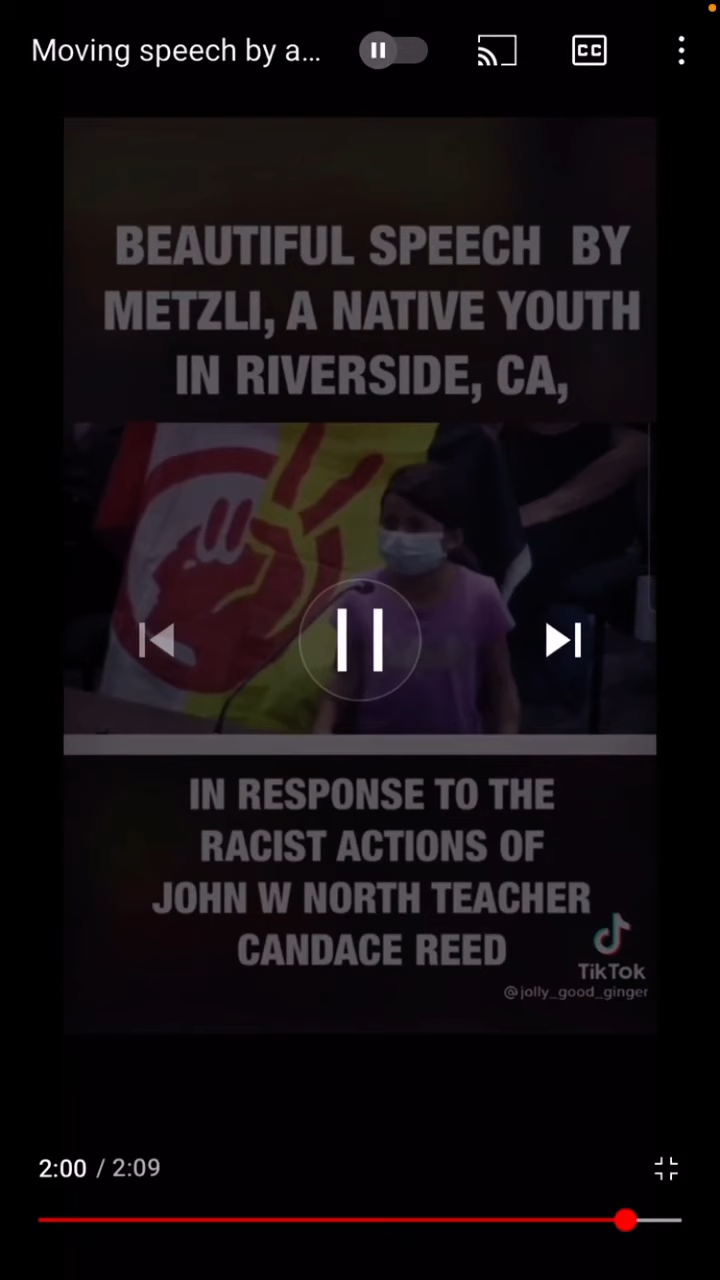 Moving speech by a...
CC
BEAUTIFUL SPEECH BY
METZLI, A NATIVE YOUTH
IN RIVERSIDE, CA,
IN RESPONSE TO THE
RACIST ACTIONS OF
JOHN W NORTH TEACHER
CANDACE REED
TikTok
@jolly_good_ginger
2:00 / 2:09